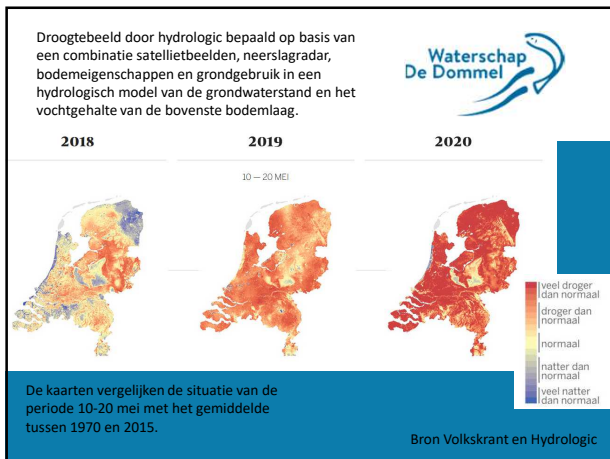 Droogtebeeld door hydrologic bepaald op basis van
een combinatie satellietbeelden, neerslagradar,
bodemeigenschappen en grondgebruik in een
hydrologisch model van de grondwaterstand en het
vochtgehalte van de bovenste bodemlaag.
Waterschap
De Dommel
2018
2019
2020
10 — 20 MEI
veel droger
dan normaal
droger dan
normaal
normaal
natter dan
normaal
veel natter
dan normaal
De kaarten vergelijken de situatie van de
periode 10-20 mei met het gemiddelde
tussen 1970 en 2015.
Bron Volkskrant en Hydrologic